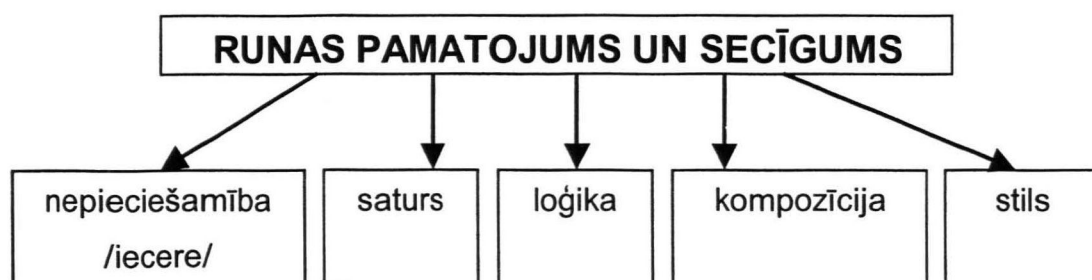 RUNAS PAMATOJUMS UN SECĪGUMS
nepieciešamība
/iecere/
saturs
loģika
kompozīcija
stils